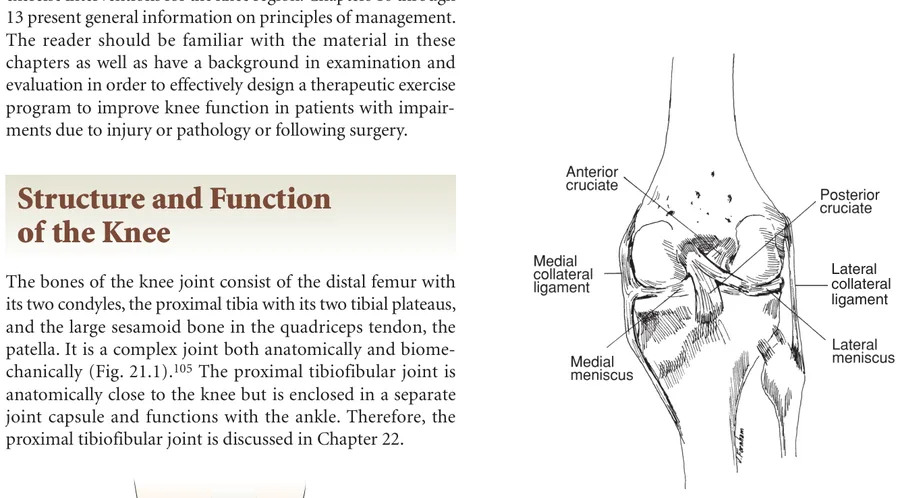 13 present general information on principles of management.
The reader should be familiar with the material in these
chapters as well as have a background in examination and
evaluation in order to effectively design a therapeutic exercise
program to improve knee function in patients with impair-
ments due to injury or pathology or following surgery.
Structure and Function
of the Knee
The bones of the knee joint consist of the distal femur with
its two condyles, the proximal tibia with its two tibial plateaus,
and the large sesamoid bone in the quadriceps tendon, the
patella. It is a complex joint both anatomically and biome-
chanically (Fig. 21.1).105 The proximal tibiofibular joint is
anatomically close to the knee but is enclosed in a separate
joint capsule and functions with the ankle. Therefore, the
proximal tibiofibular joint is discussed in Chapter 22.
Anterior
cruciate
Posterior
cruciate
Medial
collateral
ligament
Lateral
collateral
ligament
Medial
meniscus
Lateral
meniscus